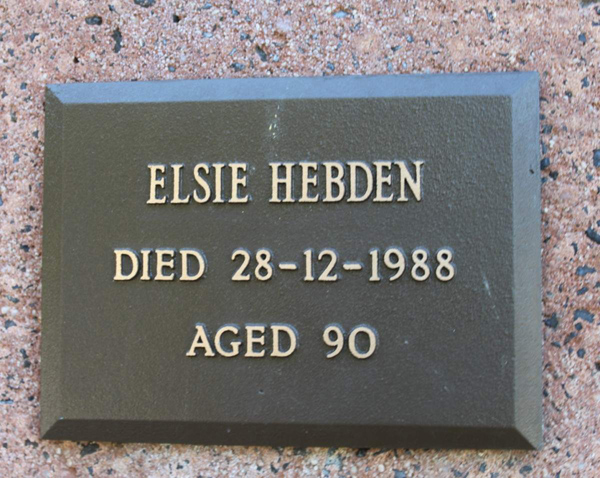 ELSIE HEBDEN
DIED 28-12-1988
AGED 90